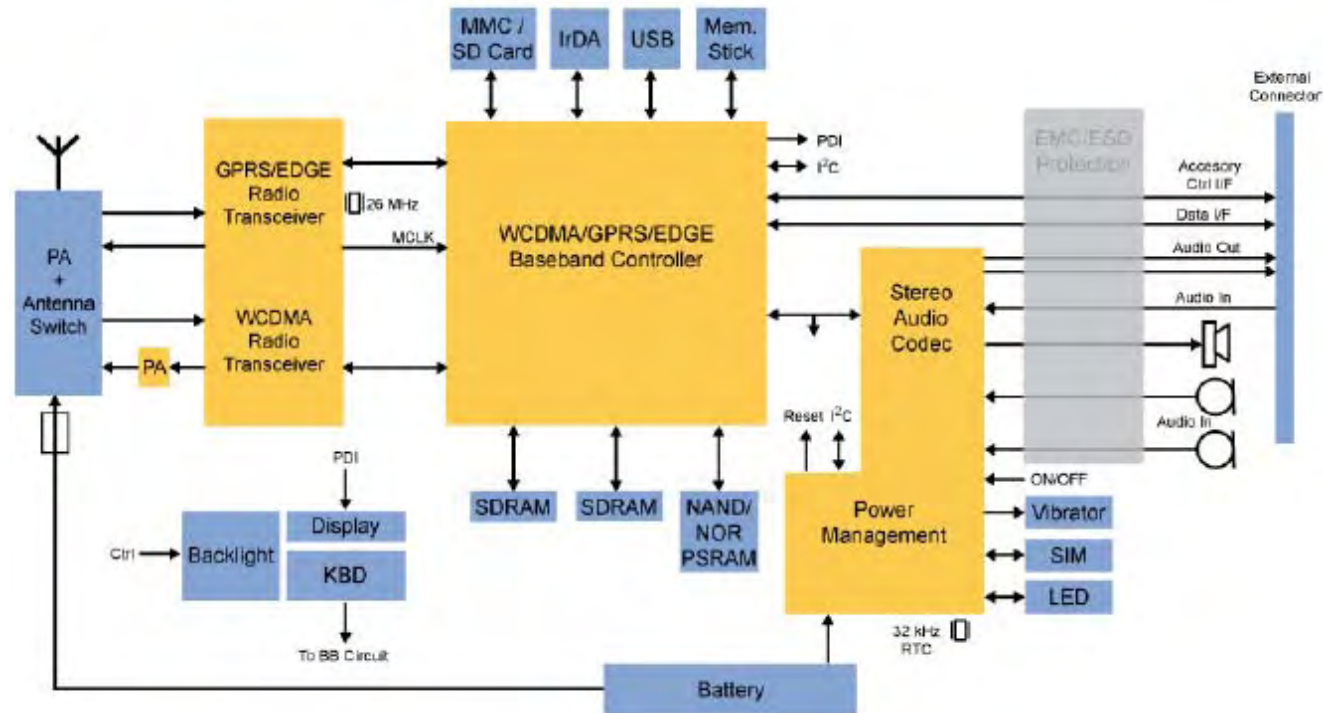 MMC /
SD Card
IrDA
USB
Mem.
Stick
External
Connector
EMC/ESD
Protection
PDI
I²C
GPRS/EDGE
Radio
Transceiver
26 MHz
MCLK
WCDMA/GPRS/EDGE
Baseband Controller
Accesory
Ctrl I/F
Data I/F
Audio Out
Audio In
PA
+
Antenna
Switch
WCDMA
Radio
Transceiver
PA
Stereo
Audio
Codec
Reset
I²C
Audio In
ON/OFF
PDI
SDRAM
SDRAM
NAND/
NOR
PSRAM
Power
Management
Vibrator
SIM
LED
Ctrl
Backlight
Display
KBD
To BB Circuit
32 kHz
RTC
Battery